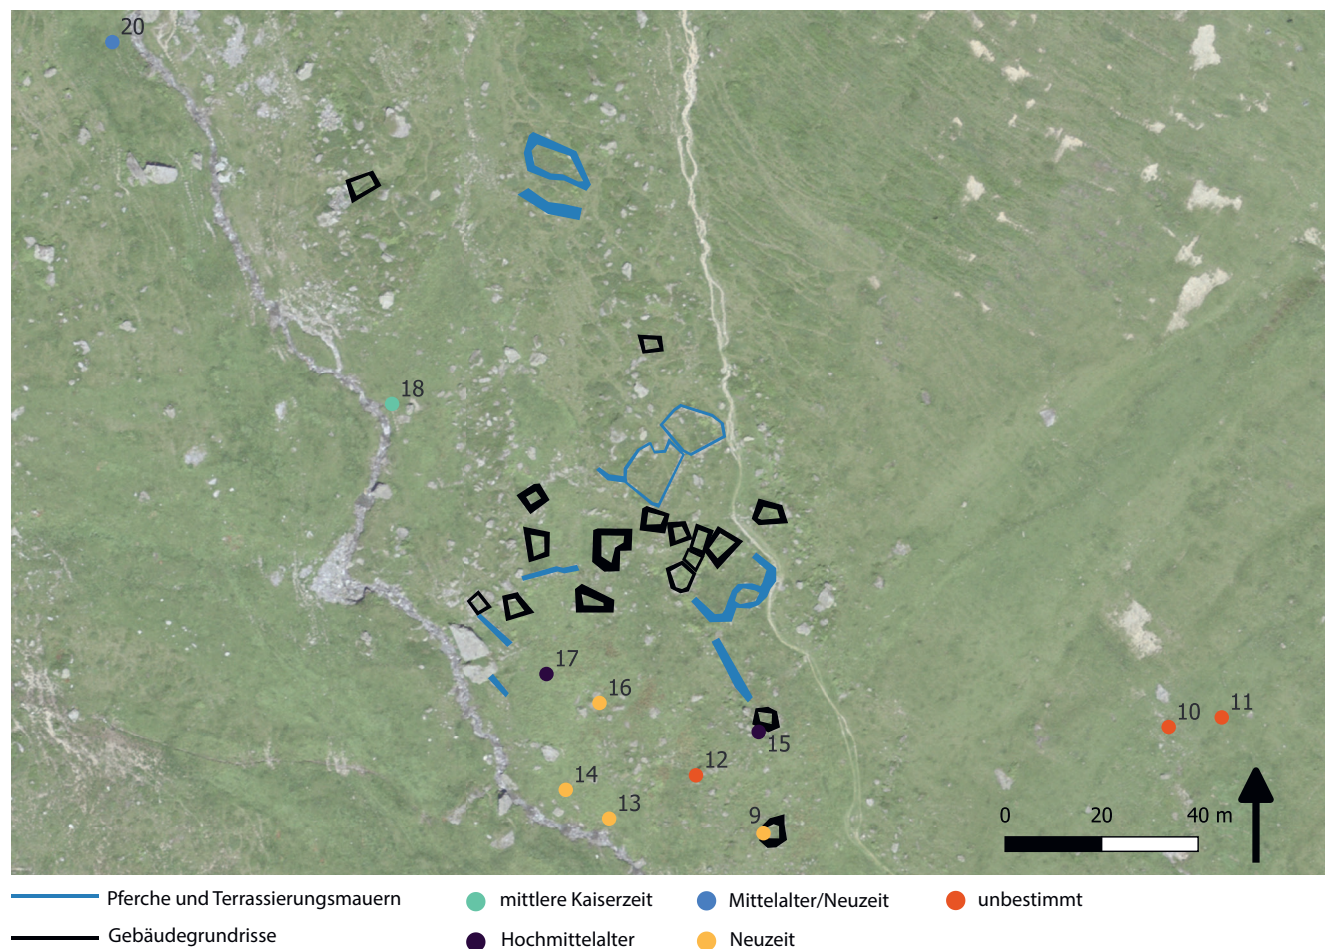 20
18
17
16
11
10
15
12
14
13
9
0 20 40 m
Pferche und Terrassierungsmauern
mittlere Kaiserzeit
Mittelalter/Neuzeit
unbestimmt
Gebäudegrundrisse
Hochmittelalter
Neuzeit